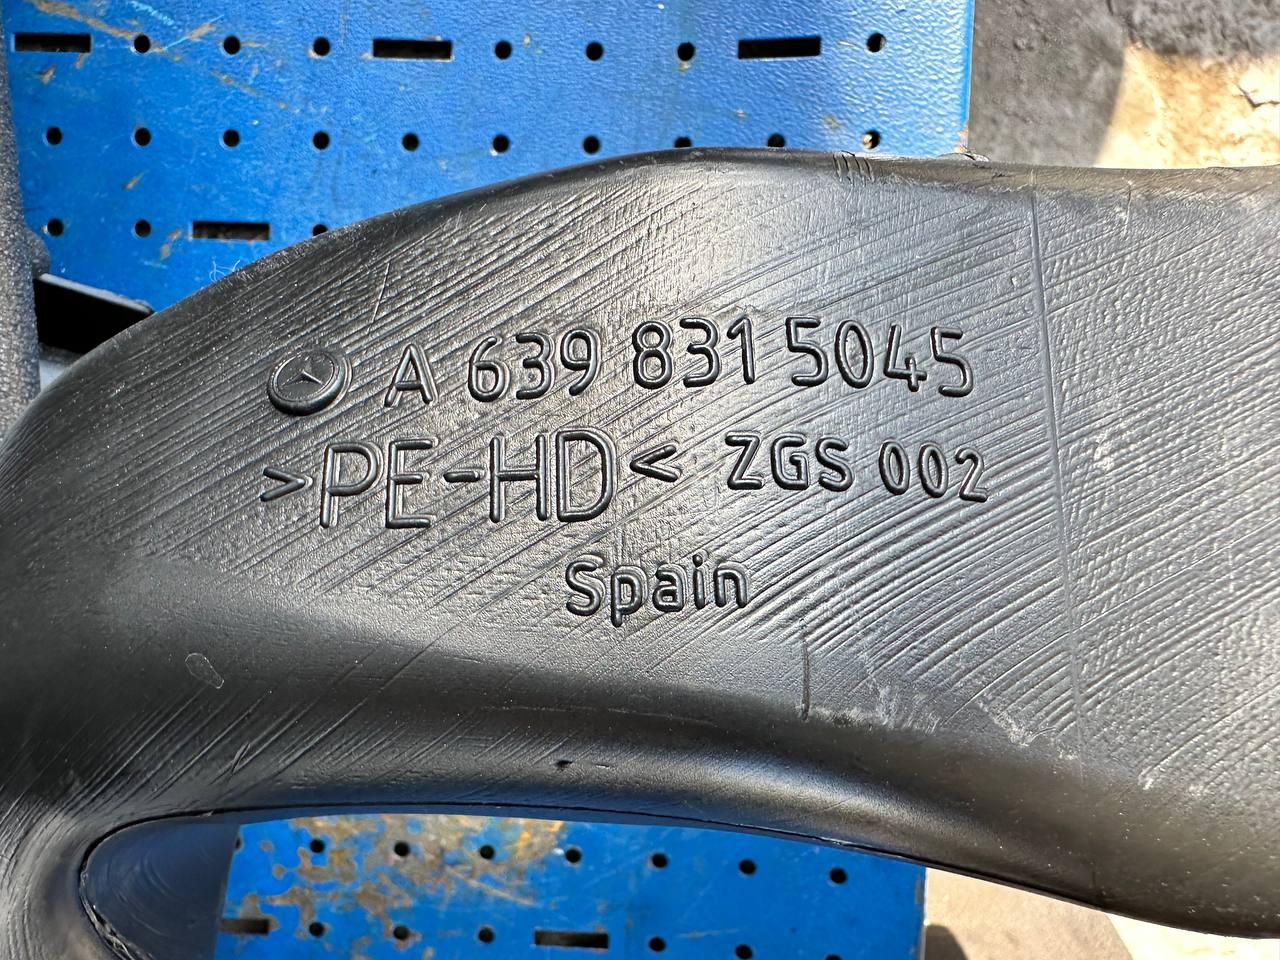 A 639 831 5045
>PE-HD< ZGS 002
Spain